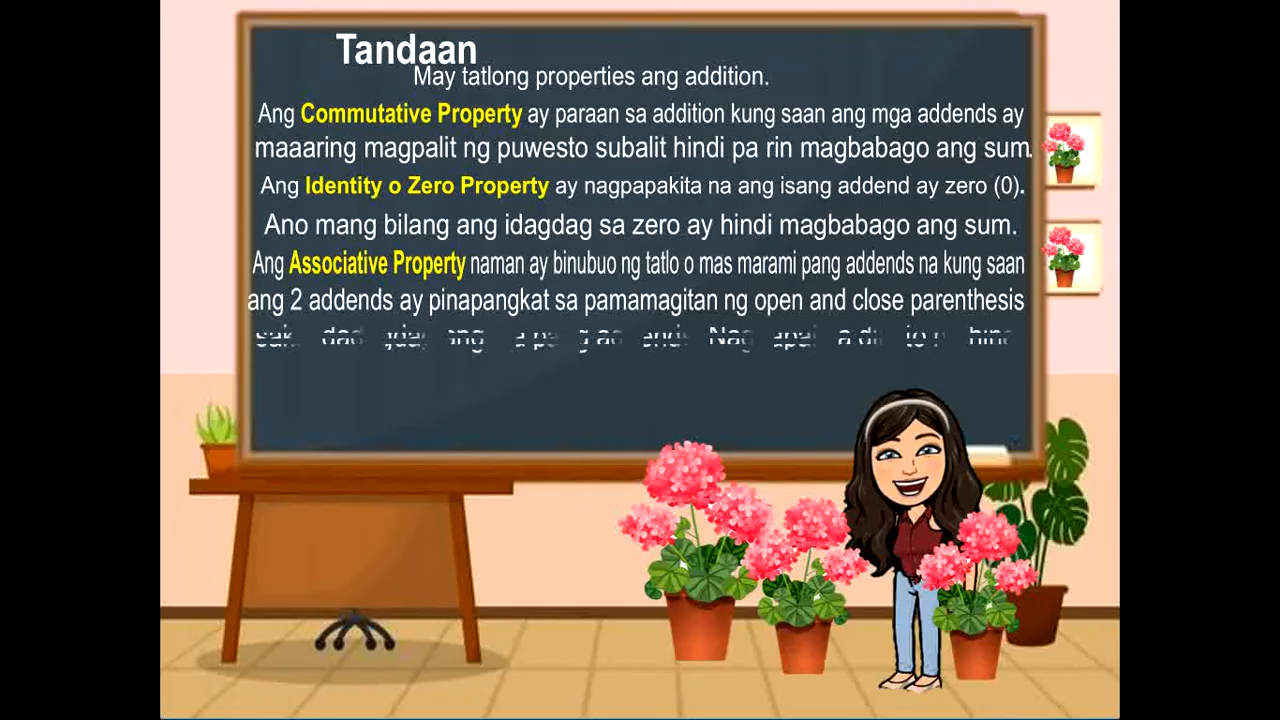 Tandaan
May tatlong properties ang addition.
Ang Commutative Property ay paraan sa addition kung saan ang mga addends ay
maaaring magpalit ng puwesto subalit hindi pa rin magbabago ang sum.
Ang Identity o Zero Property ay nagpapakita na ang isang addend ay zero (0).
Ano mang bilang ang idagdag sa zero ay hindi magbabago ang sum.
Ang Associative Property naman ay binubuo ng tatlo o mas marami pang addends na kung saan
ang 2 addends ay pinapangkat sa pamamagitan ng open and close parenthesis